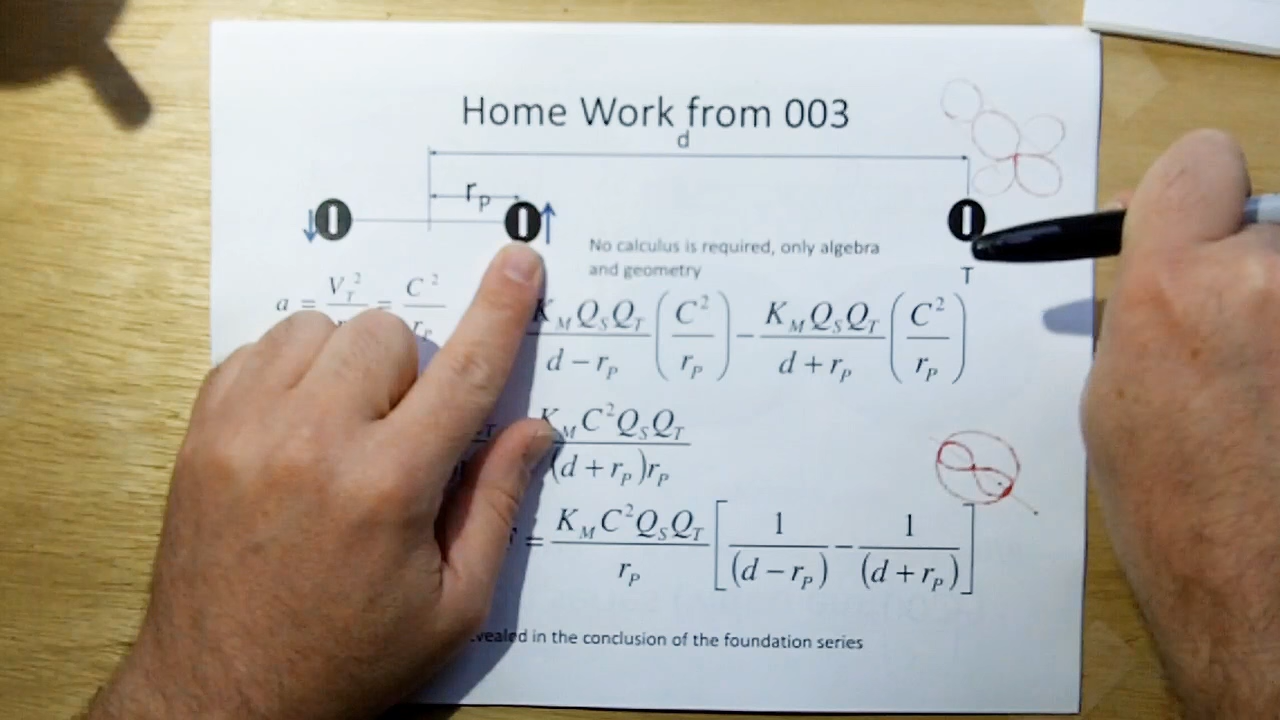 Home Work from 003
d
r_P
No calculus is required, only algebra
and geometry
T
a = V_T² = C² / r_P
K_M Q_S Q_T / d − r_P (C² / r_P) − K_M Q_S Q_T / d + r_P (C² / r_P)
K_M C² Q_S Q_T / (d + r_P) r_P
= K_M C² Q_S Q_T / r_P [1 / (d − r_P) − 1 / (d + r_P)]
in the conclusion of the foundation series